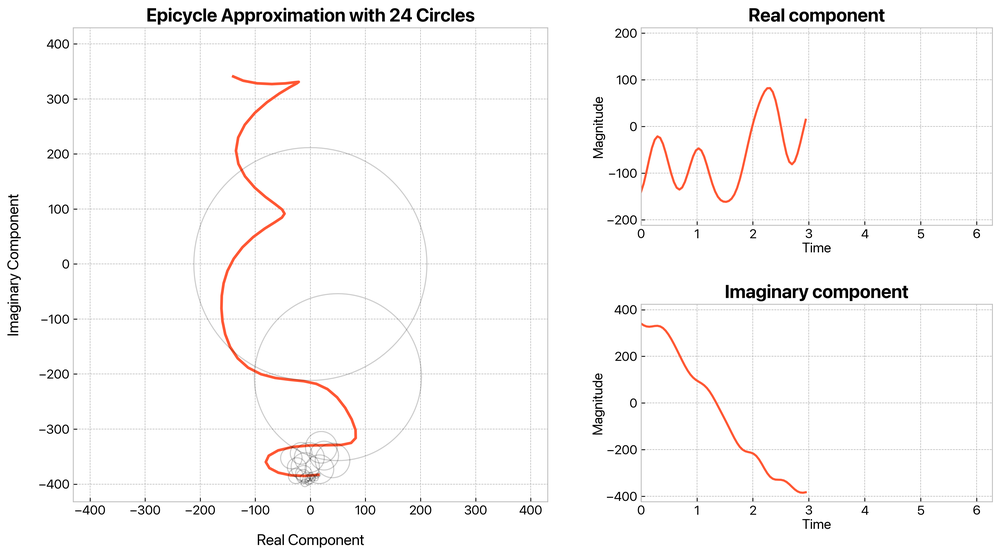 Epicycle Approximation with 24 Circles
400
300
200
100
0
−100
−200
−300
−400
−400 −300 −200 −100 0 100 200 300 400
Imaginary Component
Real Component
Real component
200
100
0
−100
−200
0 1 2 3 4 5 6
Magnitude
Time
Imaginary component
400
200
0
−200
−400
0 1 2 3 4 5 6
Magnitude
Time